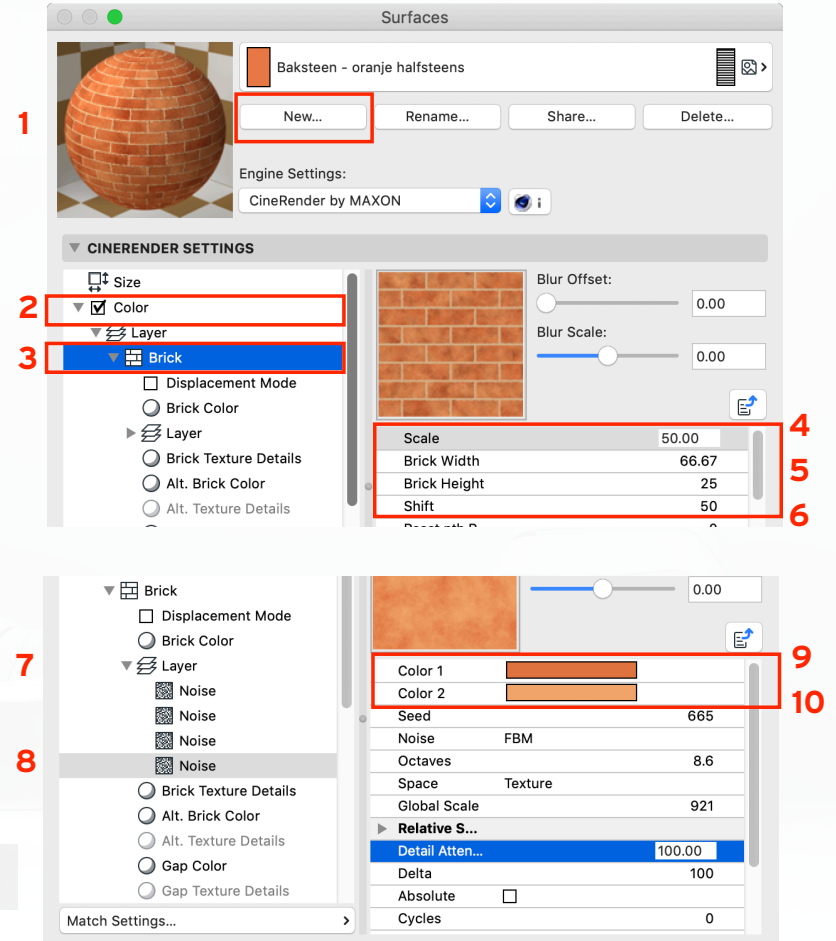 Surfaces
Baksteen - oranje halfsteens
1
New... Rename... Share... Delete...
Engine Settings:
CineRender by MAXON i
CINERENDER SETTINGS
Size
Blur Offset:
2 Color 0.00
Layer
Blur Scale:
3 Brick 0.00
Displacement Mode
Brick Color
4
Layer Scale 50.00
Brick Texture Details Brick Width 66.67
5
Alt. Brick Color Brick Height 25
Alt. Texture Details Shift 50
6
Brick 0.00
Displacement Mode
Brick Color
7 Layer Color 1 9
Noise Color 2 10
Noise Seed 665
Noise Noise FBM
8 Noise Octaves 8.6
Brick Texture Details Space Texture
Alt. Brick Color Global Scale 921
Alt. Texture Details Relative S...
Gap Color Detail Atten... 100.00
Gap Texture Details Delta 100
Absolute
Match Settings... Cycles 0